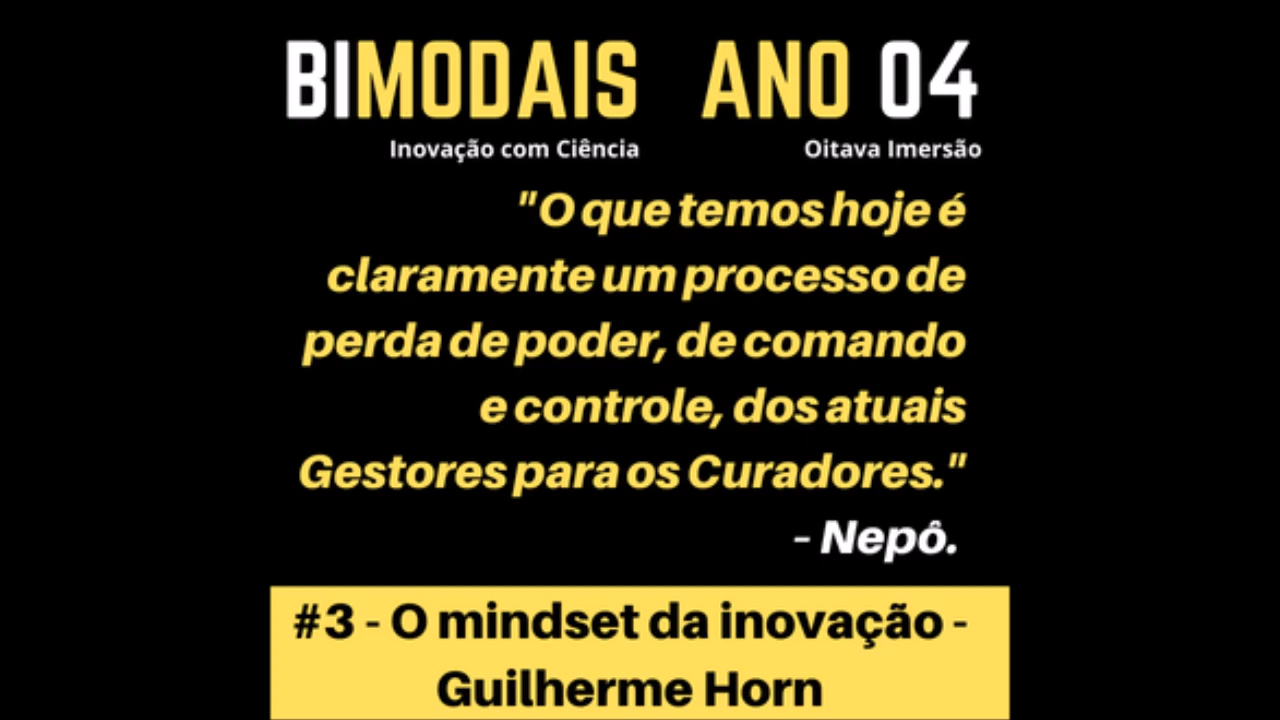 BIMODAIS ANO 04
Inovação com Ciência Oitava Imersão
"O que temos hoje é
claramente um processo de
perda de poder, de comando
e controle, dos atuais
Gestores para os Curadores."
- Nepô.
#3 - O mindset da inovação -
Guilherme Horn